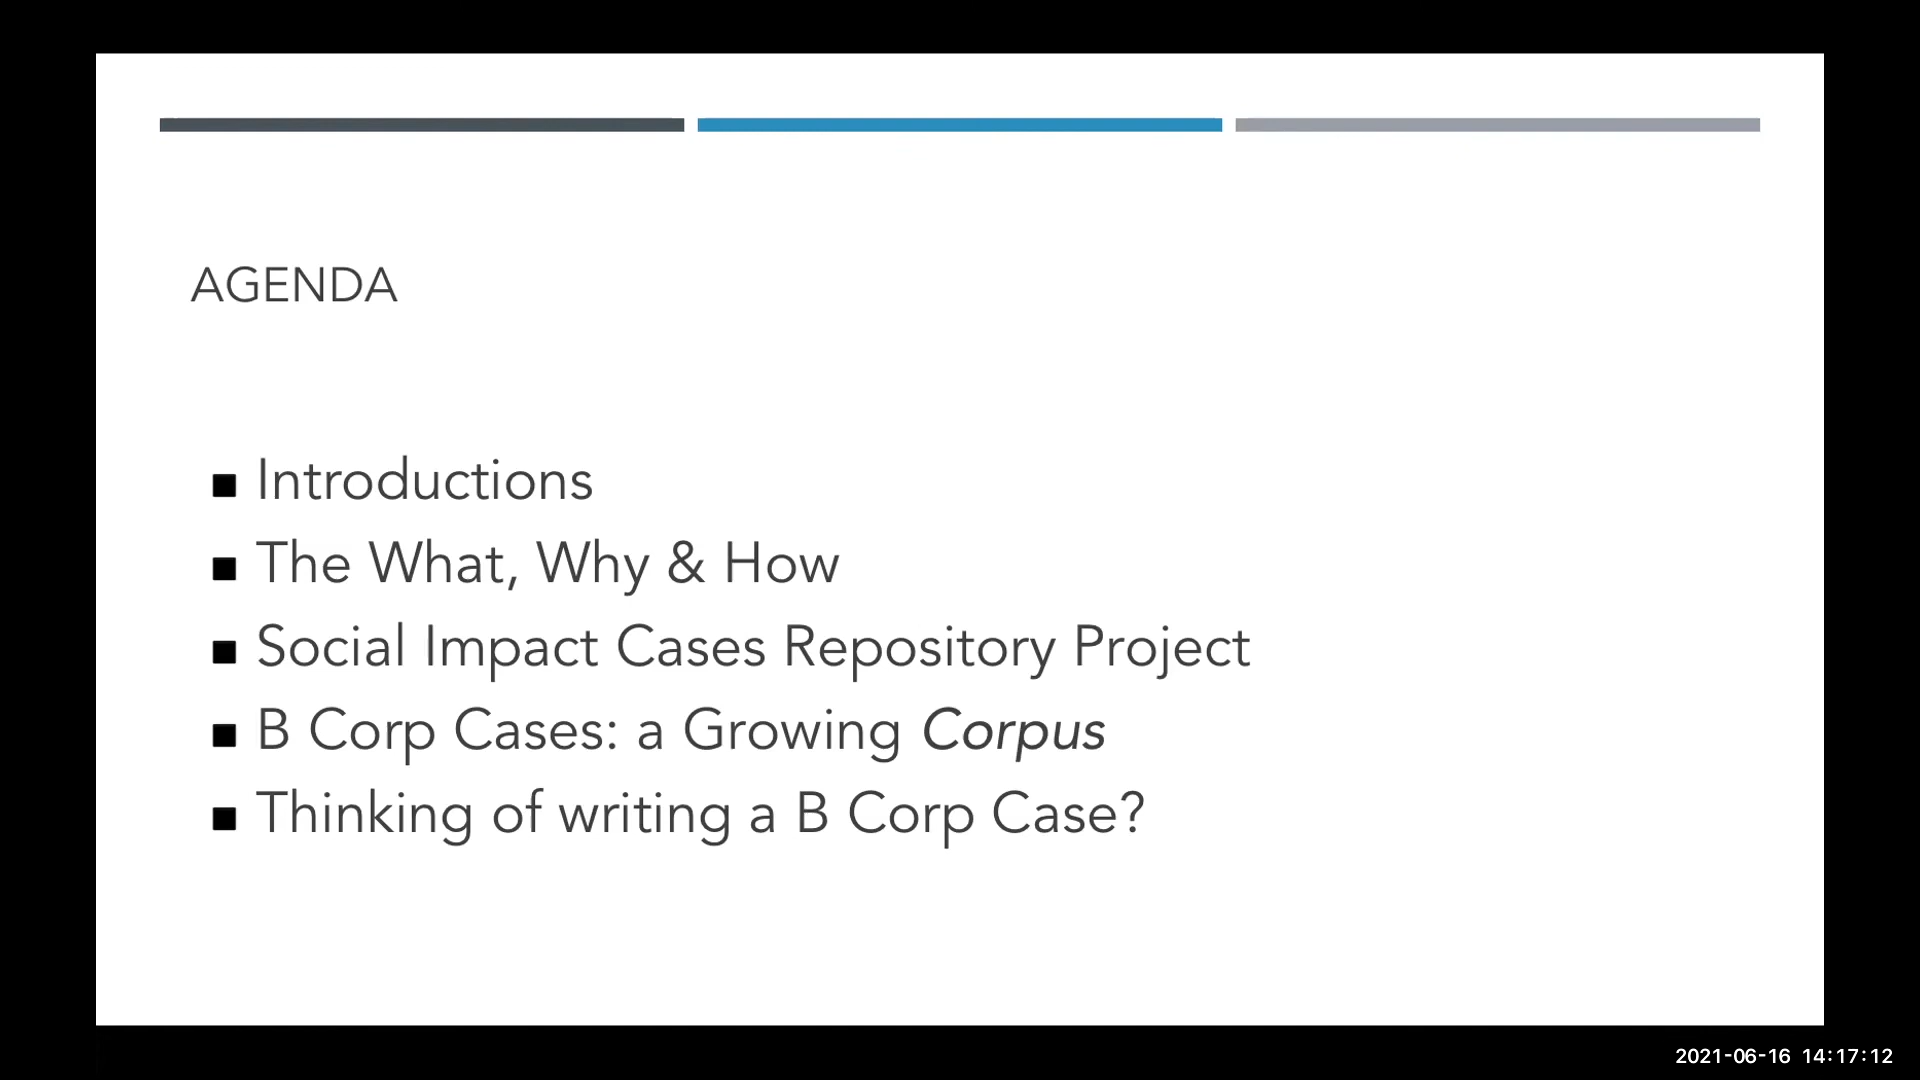 AGENDA
Introductions
The What, Why & How
Social Impact Cases Repository Project
B Corp Cases: a Growing Corpus
Thinking of writing a B Corp Case?
2021-06-16 14:17:12